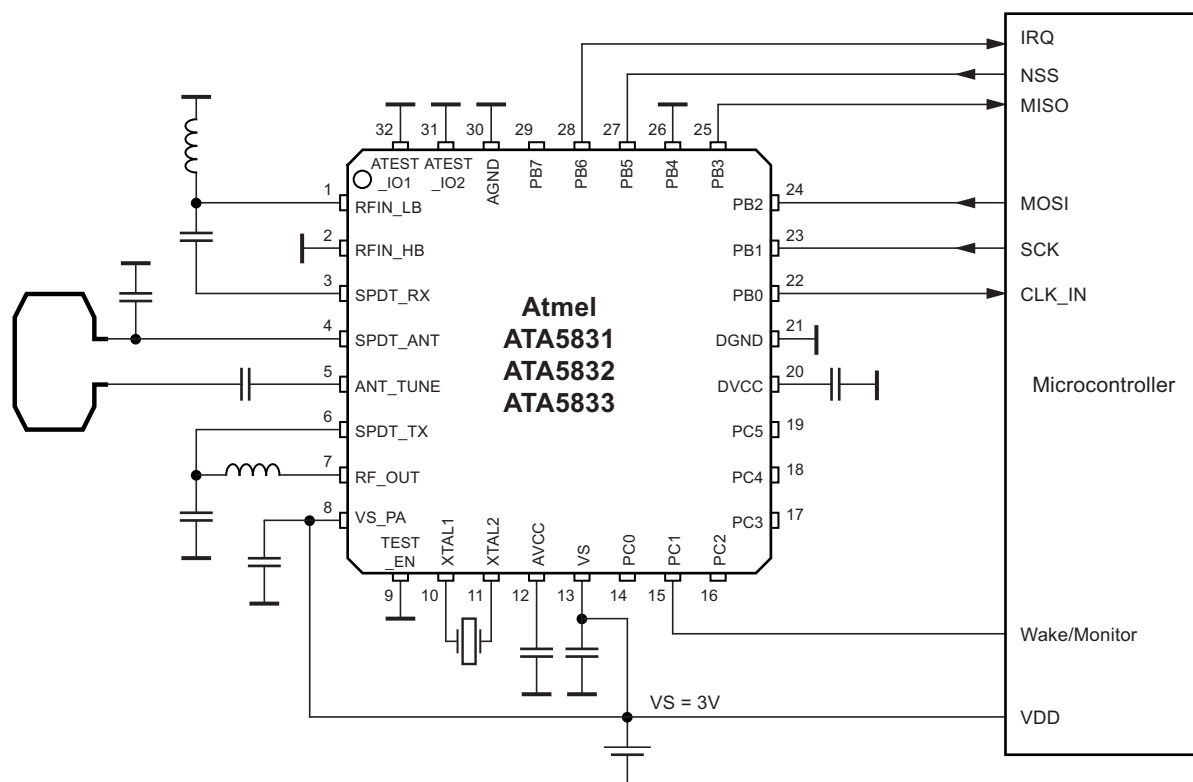 IRQ
NSS
MISO
32
31
30
29
28
27
26
25
ATEST
_IO1
ATEST
_IO2
AGND
PB7
PB6
PB5
PB4
PB3
1
RFIN_LB
PB2
24
MOSI
2
RFIN_HB
PB1
23
SCK
3
SPDT_RX
PB0
22
CLK_IN
Atmel
ATA5831
ATA5832
ATA5833
4
SPDT_ANT
DGND
21
5
ANT_TUNE
DVCC
20
Microcontroller
6
SPDT_TX
PC5
19
7
RF_OUT
PC4
18
8
VS_PA
PC3
17
TEST
_EN
XTAL1
XTAL2
AVCC
VS
PC0
PC1
PC2
9
10
11
12
13
14
15
16
Wake/Monitor
VS = 3V
VDD